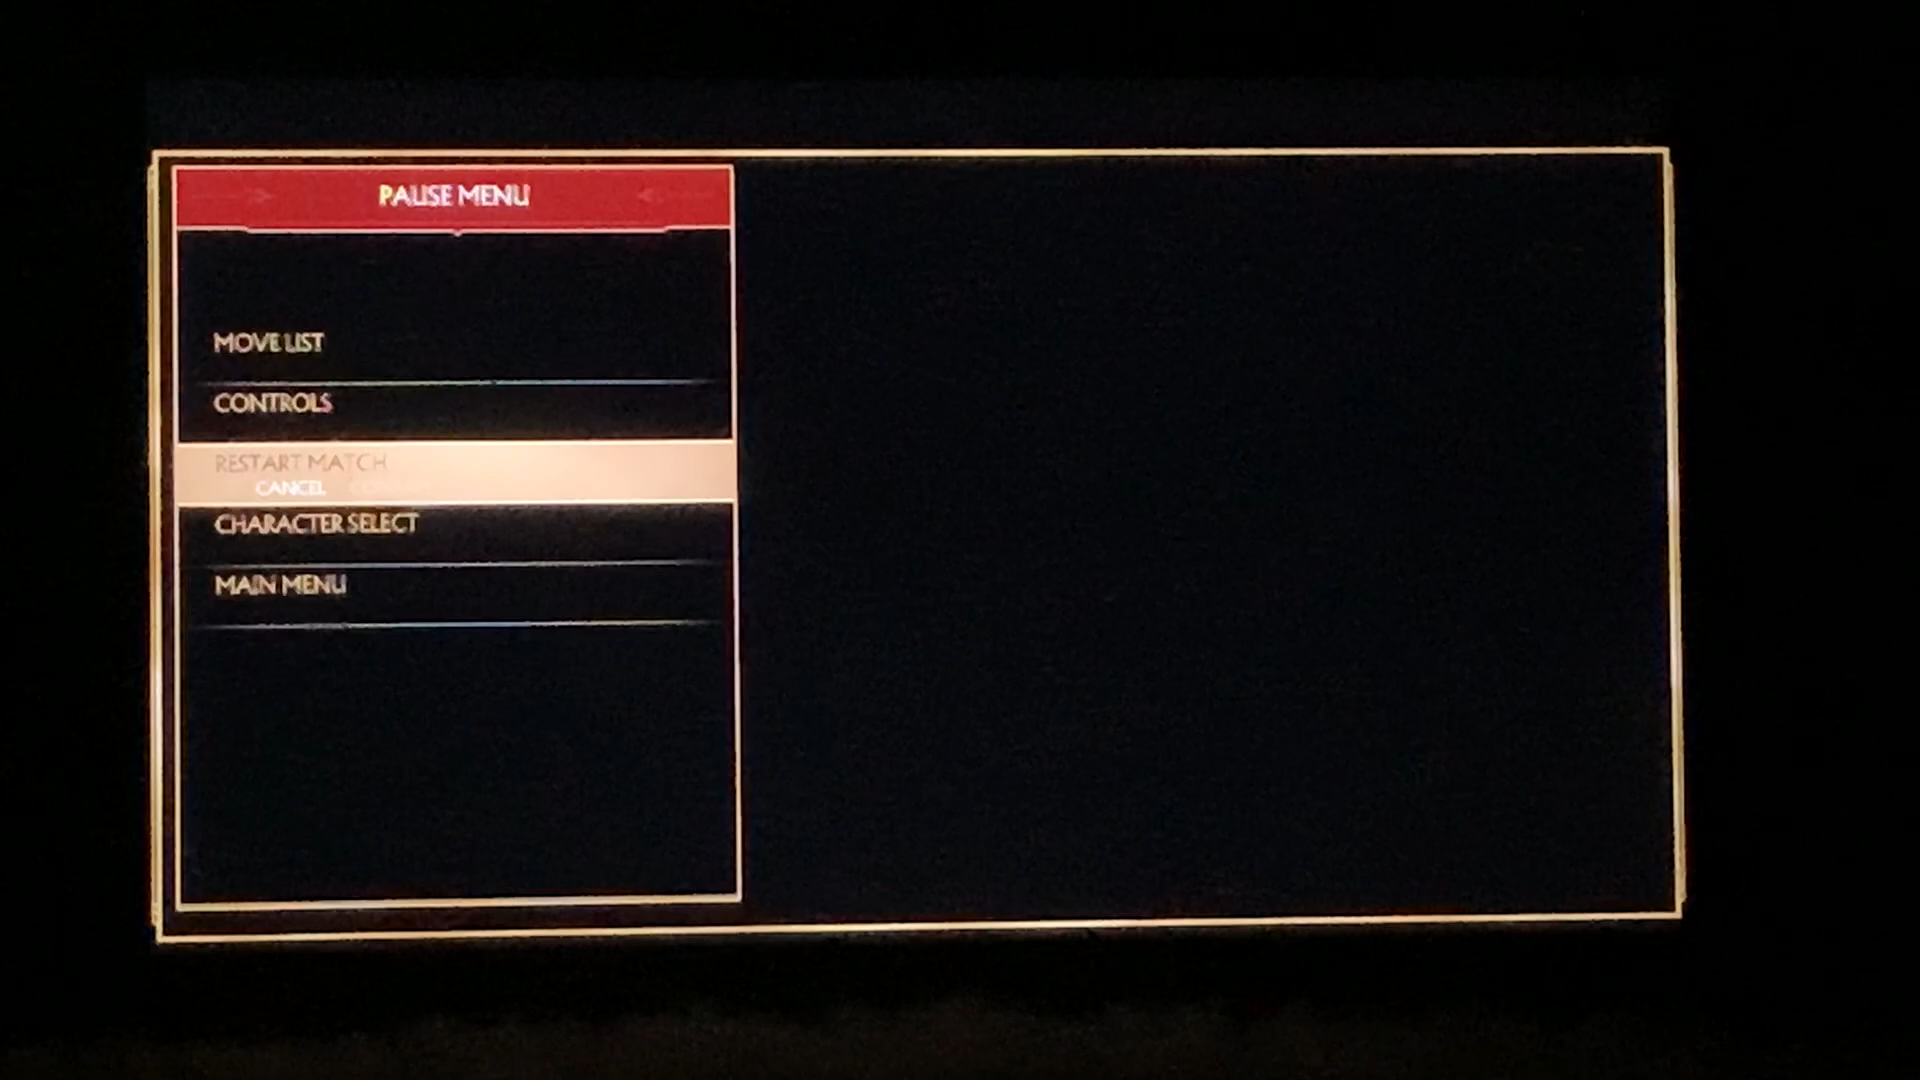 PAUSE MENU
MOVE LIST
CONTROLS
RESTART MATCH
CANCEL
CHARACTER SELECT
MAIN MENU